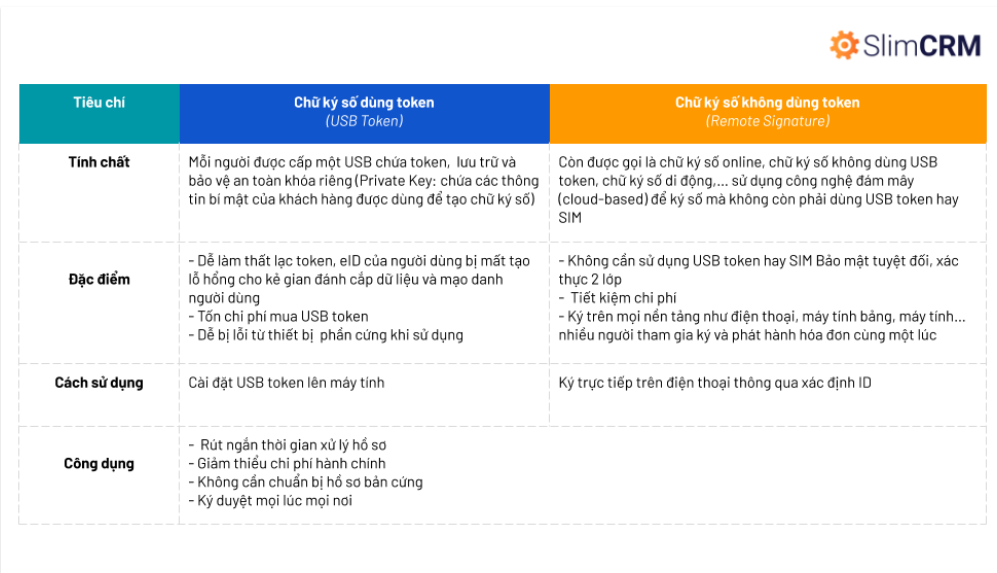 SlimCRM
Tiêu chí
Chữ ký số dùng token
(USB Token)
Chữ ký số không dùng token
(Remote Signature)
Tính chất
Mỗi người được cấp một USB chứa token, lưu trữ và
bảo vệ an toàn khóa riêng (Private Key: chứa các thông
tin bí mật của khách hàng được dùng để tạo chữ ký số)
Còn được gọi là chữ ký số online, chữ ký số không dùng USB
token, chữ ký số di động,... sử dụng công nghệ đám mây
(cloud-based) để ký số mà không còn phải dùng USB token hay
SIM
Đặc điểm
- Dễ làm thất lạc token, eID của người dùng bị mất tạo
lỗ hổng cho kẻ gian đánh cắp dữ liệu và mạo danh
người dùng
- Tốn chi phí mua USB token
- Dễ bị lỗi từ thiết bị phần cứng khi sử dụng
- Không cần sử dụng USB token hay SIM Bảo mật tuyệt đối, xác
thực 2 lớp
- Tiết kiệm chi phí
- Ký trên mọi nền tảng như điện thoại, máy tính bảng, máy tính...
nhiều người tham gia ký và phát hành hóa đơn cùng một lúc
Cách sử dụng
Cài đặt USB token lên máy tính
Ký trực tiếp trên điện thoại thông qua xác định ID
Công dụng
- Rút ngắn thời gian xử lý hồ sơ
- Giảm thiểu chi phí hành chính
- Không cần chuẩn bị hồ sơ bản cứng
- Ký duyệt mọi lúc mọi nơi